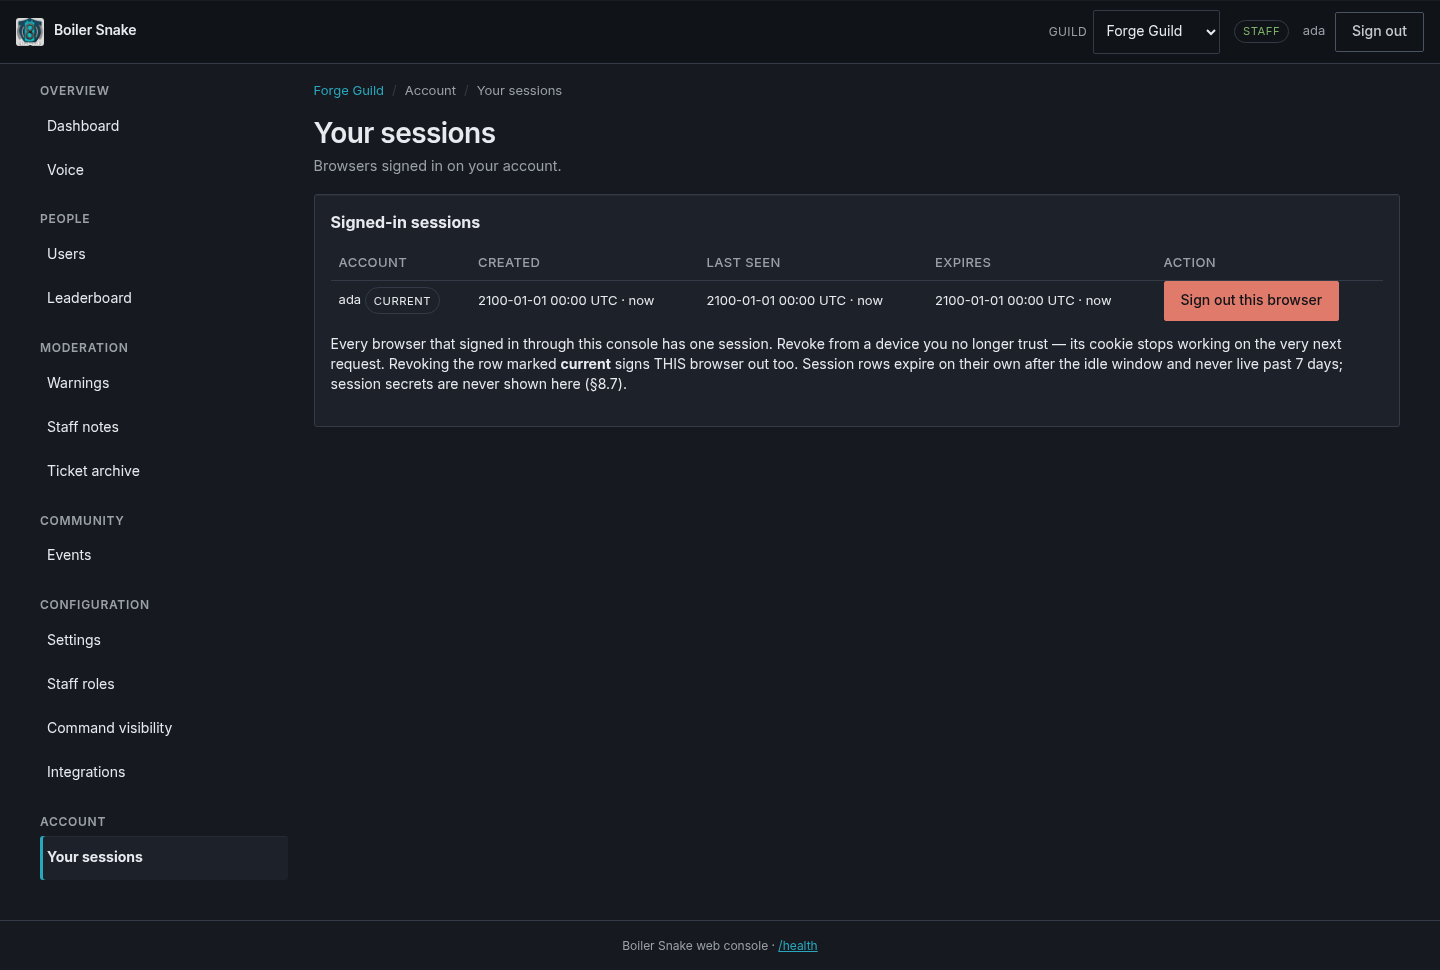 Boiler Snake
GUILD Forge Guild STAFF ada Sign out
OVERVIEW
Dashboard
Voice
PEOPLE
Users
Leaderboard
MODERATION
Warnings
Staff notes
Ticket archive
COMMUNITY
Events
CONFIGURATION
Settings
Staff roles
Command visibility
Integrations
ACCOUNT
Your sessions
Forge Guild / Account / Your sessions
Your sessions
Browsers signed in on your account.
Signed-in sessions
ACCOUNT CREATED LAST SEEN EXPIRES ACTION
ada CURRENT 2100-01-01 00:00 UTC · now 2100-01-01 00:00 UTC · now 2100-01-01 00:00 UTC · now Sign out this browser
Every browser that signed in through this console has one session. Revoke from a device you no longer trust — its cookie stops working on the very next
request. Revoking the row marked current signs THIS browser out too. Session rows expire on their own after the idle window and never live past 7 days;
session secrets are never shown here (§8.7).
Boiler Snake web console · /health